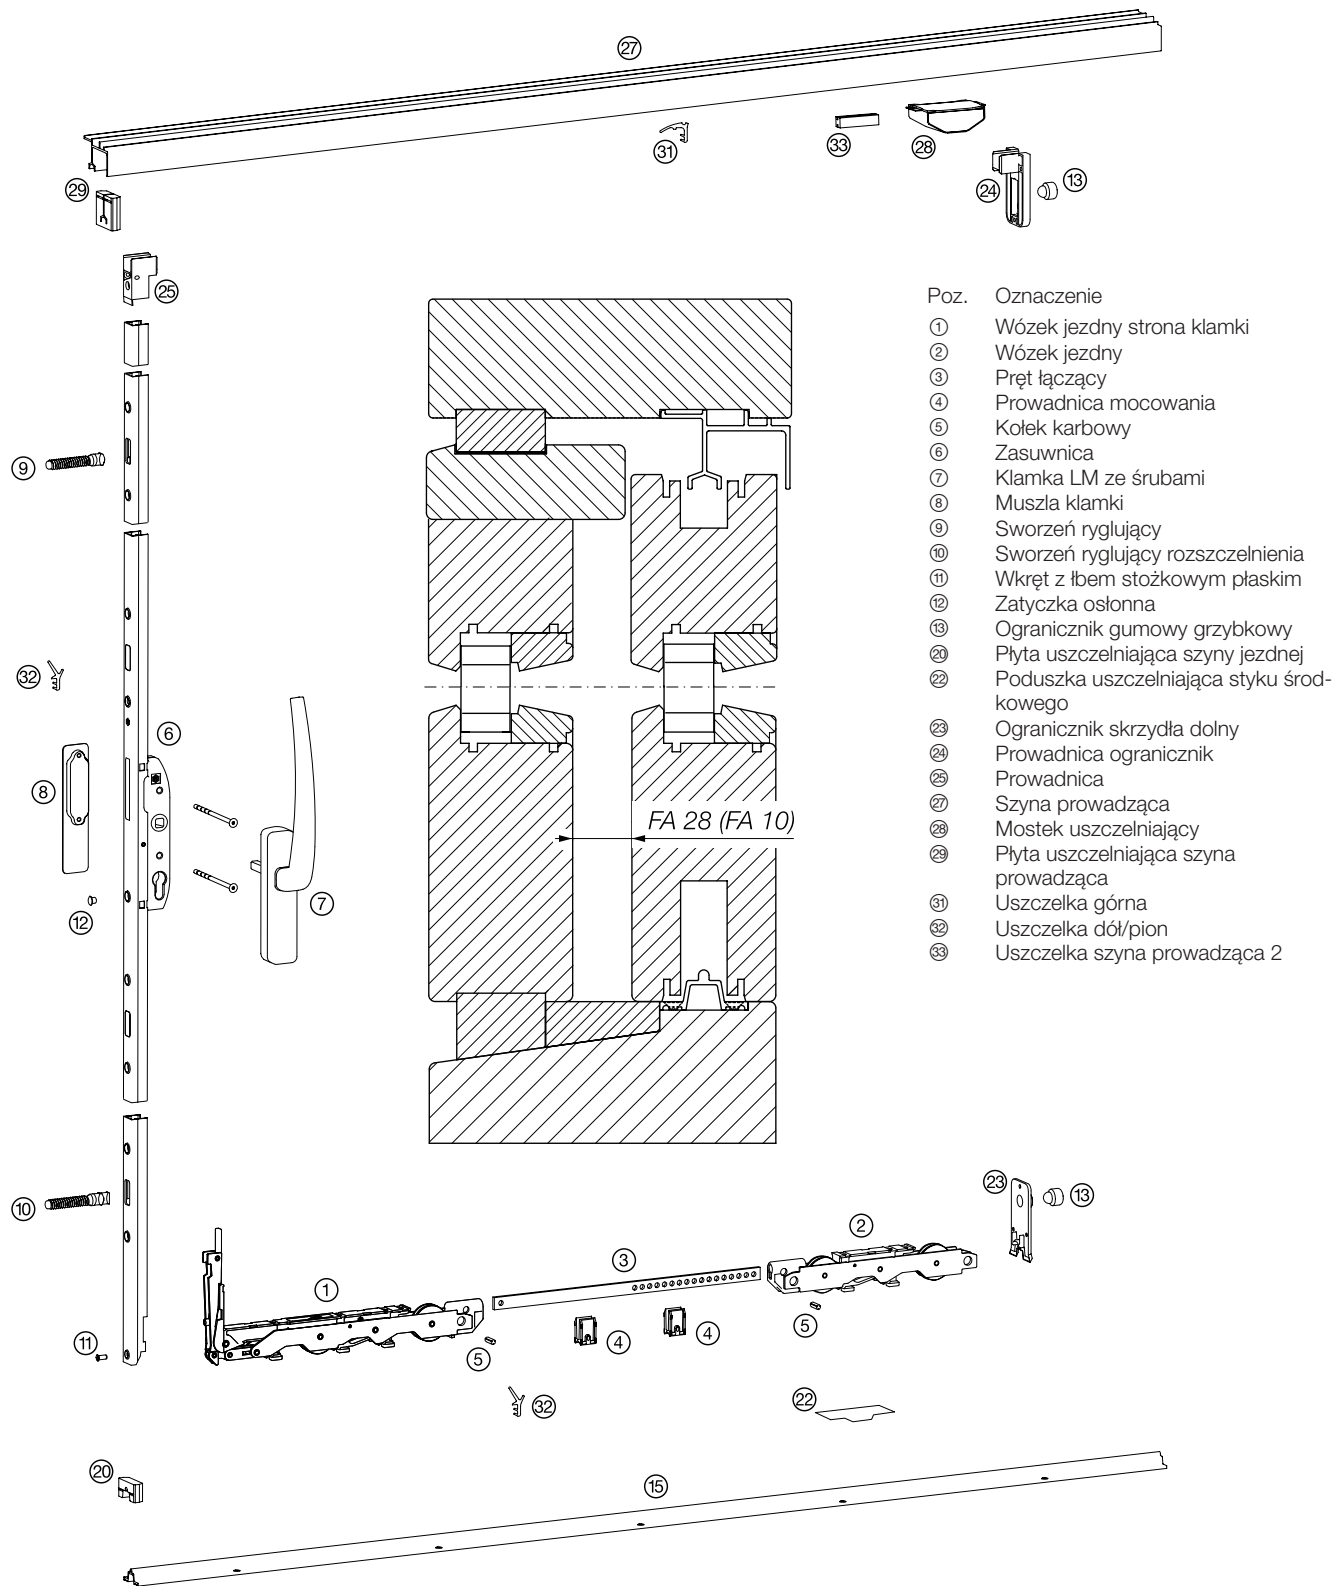 27
31
33
28
24
13
29
25
9
32
6
8
7
12
10
11
FA 28 (FA 10)
Poz. Oznaczenie
1 Wózek jezdny strona klamki
2 Wózek jezdny
3 Pręt łączący
4 Prowadnica mocowania
5 Kołek karbowy
6 Zasuwnica
7 Klamka LM ze śrubami
8 Muszla klamki
9 Sworzeń ryglujący
10 Sworzeń ryglujący rozszczelnienia
11 Wkręt z łbem stożkowym płaskim
12 Zatyczka osłonna
13 Ogranicznik gumowy grzybkowy
20 Płyta uszczelniająca szyny jezdnej
22 Poduszka uszczelniająca styku środ-
kowego
23 Ogranicznik skrzydła dolny
24 Prowadnica ogranicznik
25 Prowadnica
27 Szyna prowadząca
28 Mostek uszczelniający
29 Płyta uszczelniająca szyna
prowadząca
31 Uszczelka górna
32 Uszczelka dół/pion
33 Uszczelka szyna prowadząca 2
23
13
2
3
1
5
4
4
5
32
22
20
15